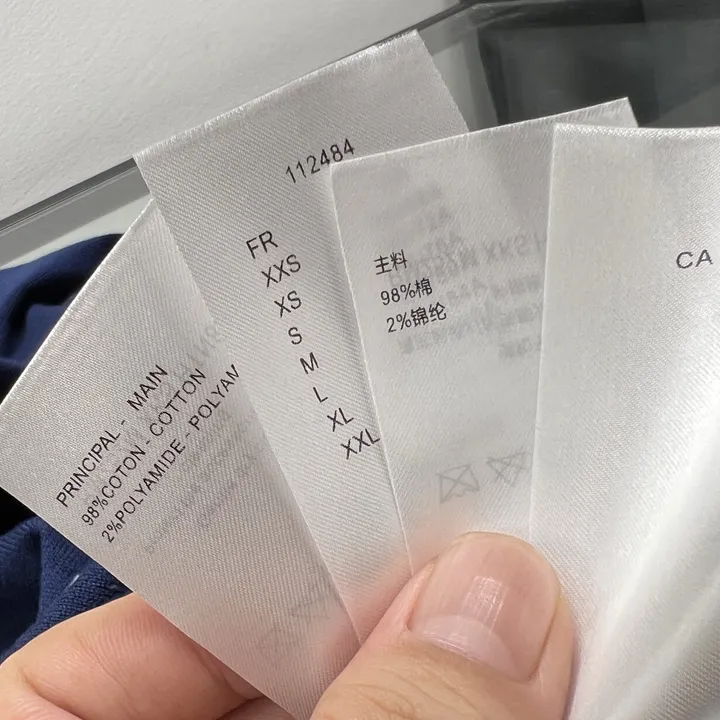 PRINCIPAL - MAIN
98%COTON - COTTON
2%POLYAMIDE - POLYAM
112484
FR
XXS
XS
S
M
L
XL
XXL
主料
98%棉
2%锦纶
CA